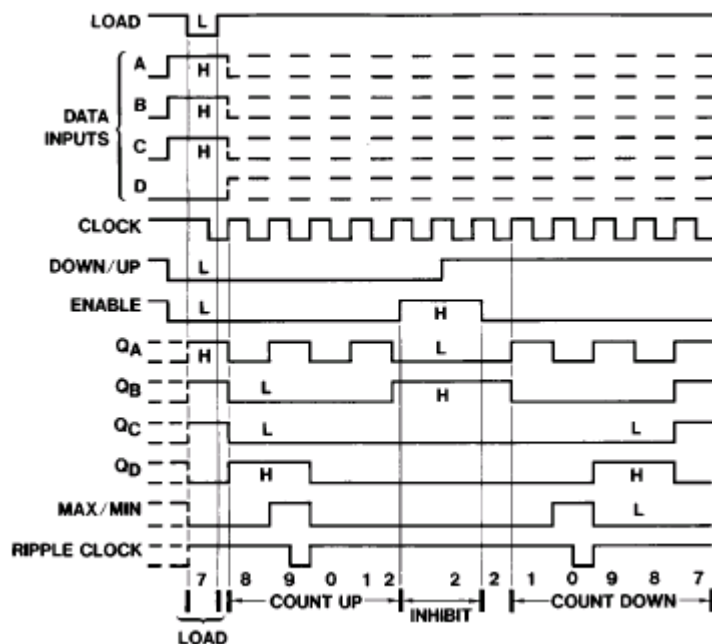 LOAD L
A H
B H
DATA
INPUTS
C H
D
CLOCK
DOWN/UP L
ENABLE L H
QA H L
QB L H
QC L L
QD H H
MAX/MIN L
RIPPLE CLOCK
7 8 9 0 1 2 2 2 1 0 9 8 7
COUNT UP COUNT DOWN
INHIBIT
LOAD